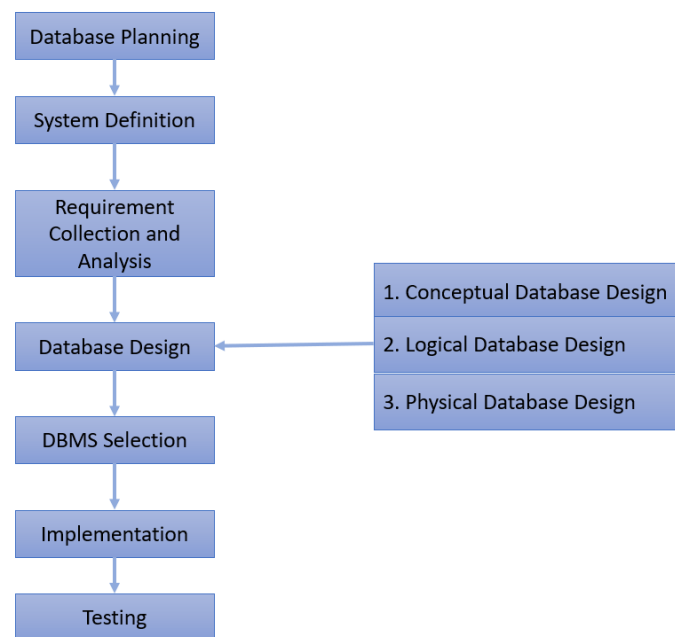 Database Planning
System Definition
Requirement
Collection and
Analysis
Database Design
1. Conceptual Database Design
2. Logical Database Design
3. Physical Database Design
DBMS Selection
Implementation
Testing